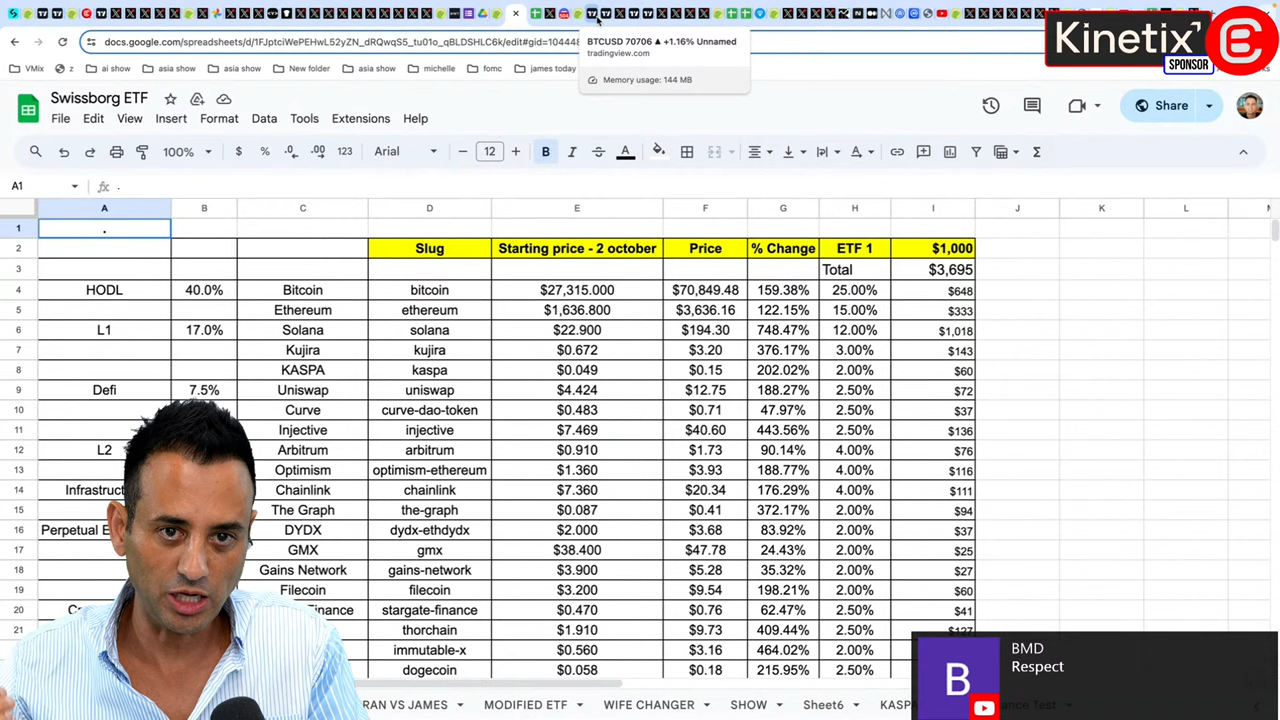 docs.google.com/spreadsheets/d/1FJptciWePEHwL52yZN_dRQwqS5_tu01o_qBLDSHLC6k/edit#gid=10444
BTCUSD 70706 ▲ +1.16% Unnamed
tradingview.com
Memory usage: 144 MB
Kinetix
SPONSOR
VMix
z
ai show
asia show
New folder
asia show
michelle
fomc
james today
Swissborg ETF
File Edit View Insert Format Data Tools Extensions Help
Share
100% $ % .0 .00 123 Arial 12 B I A
A1 fx .
A B C D E F G H I J K L
1 .
2 Slug Starting price - 2 october Price % Change ETF 1 $1,000
3 Total $3,695
4 HODL 40.0% Bitcoin bitcoin $27,315.000 $70,849.48 159.38% 25.00% $648
5 Ethereum ethereum $1,636.800 $3,636.16 122.15% 15.00% $333
6 L1 17.0% Solana solana $22.900 $194.30 748.47% 12.00% $1,018
7 Kujira kujira $0.672 $3.20 376.17% 3.00% $143
8 KASPA kaspa $0.049 $0.15 202.02% 2.00% $60
9 Defi 7.5% Uniswap uniswap $4.424 $12.75 188.27% 2.50% $72
10 Curve curve-dao-token $0.483 $0.71 47.97% 2.50% $37
11 Injective injective $7.469 $40.60 443.56% 2.50% $136
12 L2 Arbitrum arbitrum $0.910 $1.73 90.14% 4.00% $76
13 Optimism optimism-ethereum $1.360 $3.93 188.77% 4.00% $116
14 Infrastruct Chainlink chainlink $7.360 $20.34 176.29% 4.00% $111
15 The Graph the-graph $0.087 $0.41 372.17% 2.00% $94
16 Perpetual E DYDX dydx-ethdydx $2.000 $3.68 83.92% 2.00% $37
17 GMX gmx $38.400 $47.78 24.43% 2.00% $25
18 Gains Network gains-network $3.900 $5.28 35.32% 2.00% $27
19 Filecoin filecoin $3.200 $9.54 198.21% 2.00% $60
20 Finance stargate-finance $0.470 $0.76 62.47% 2.50% $41
21 thorchain $1.910 $9.73 409.44% 2.50% $127
immutable-x $0.560 $3.16 464.02% 2.00%
dogecoin $0.058 $0.18 215.95% 2.50%
BMD
Respect
B
RAN VS JAMES MODIFIED ETF WIFE CHANGER SHOW Sheet6 KASP